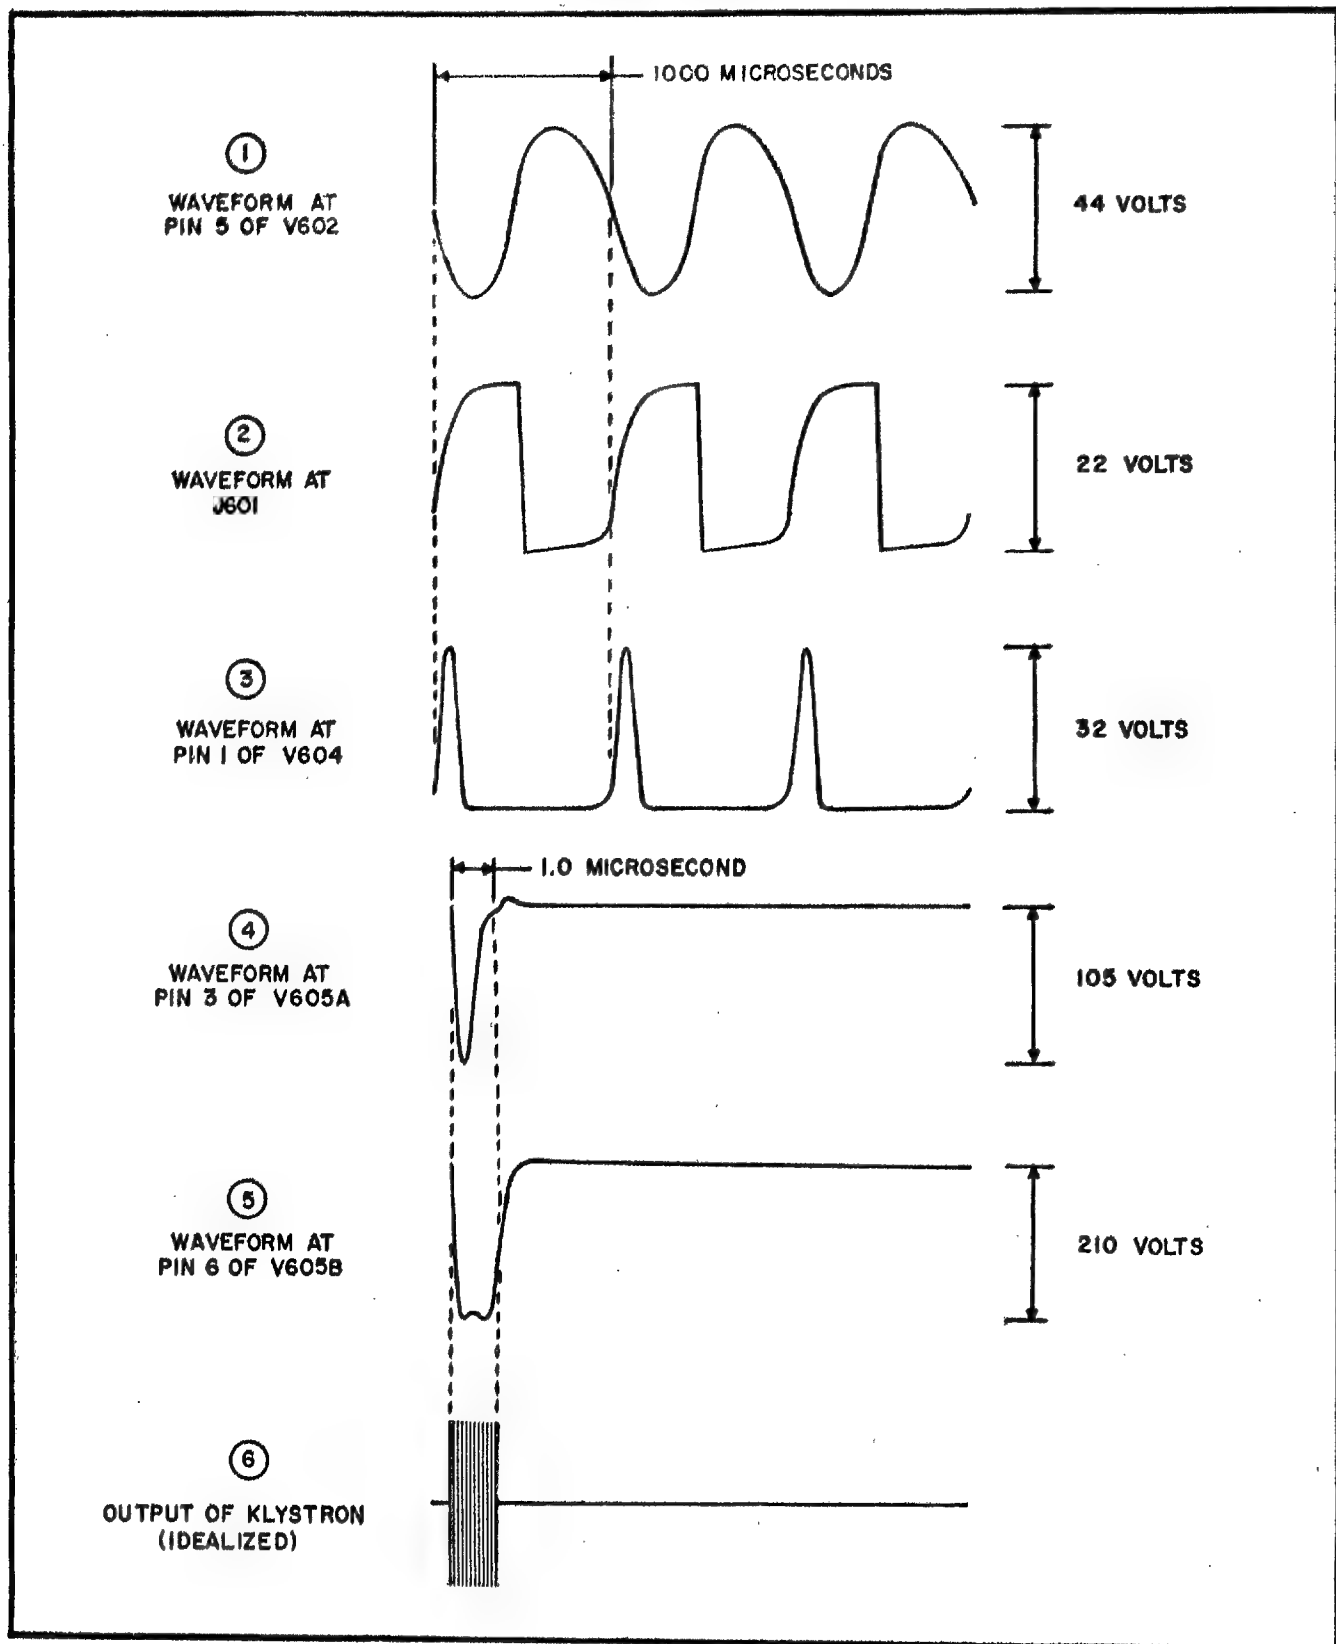 1000 MICROSECONDS
1
WAVEFORM AT
PIN 5 OF V602
44 VOLTS
2
WAVEFORM AT
J601
22 VOLTS
3
WAVEFORM AT
PIN 1 OF V604
32 VOLTS
1.0 MICROSECOND
4
WAVEFORM AT
PIN 3 OF V605A
105 VOLTS
5
WAVEFORM AT
PIN 6 OF V605B
210 VOLTS
6
OUTPUT OF KLYSTRON
(IDEALIZED)